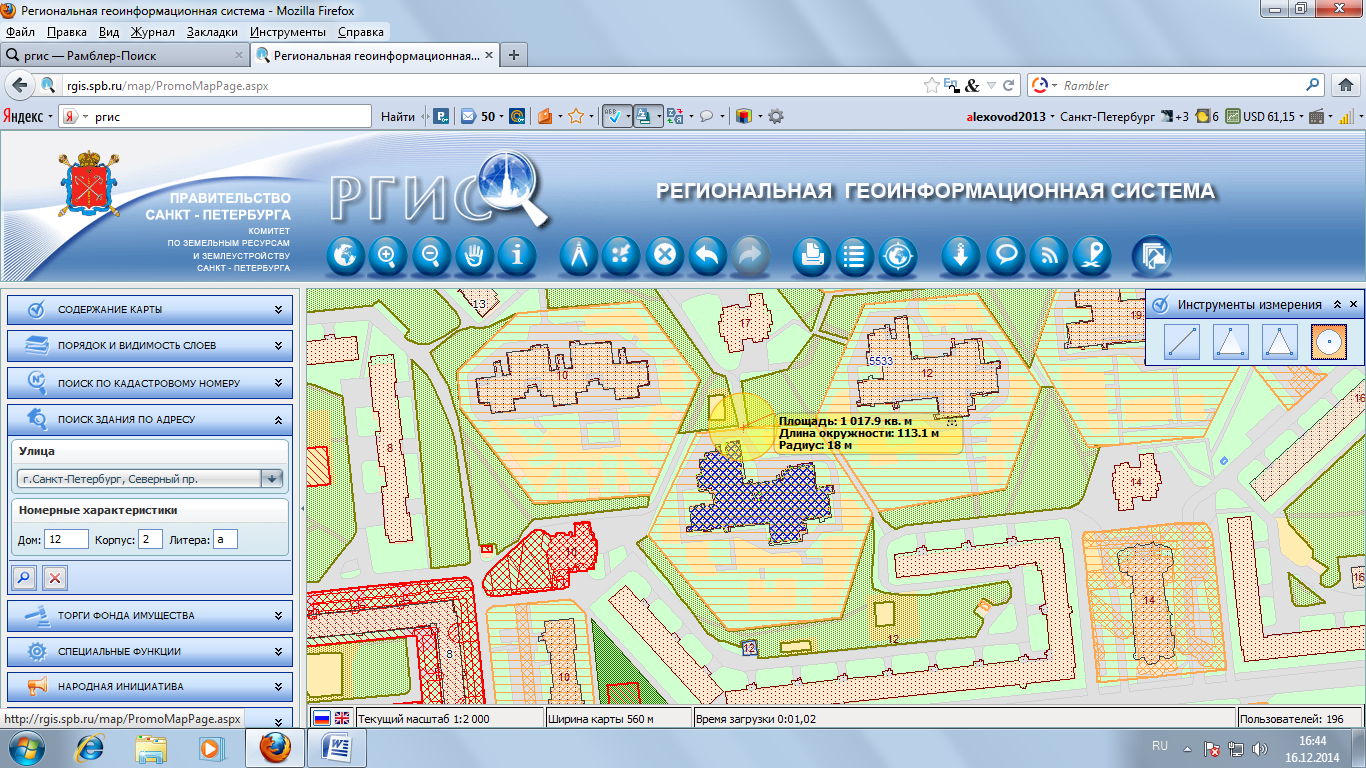 Региональная геоинформационная система - Mozilla Firefox
Файл Правка Вид Журнал Закладки Инструменты Справка
ргис — Рамблер-Поиск
Региональная геоинформационная...
rgis.spb.ru/map/PromoMapPage.aspx
Rambler
Яндекс
ргис
Найти
50
alexovod2013
Санкт-Петербург
+3
6
USD 61,15
ПРАВИТЕЛЬСТВО
САНКТ - ПЕТЕРБУРГА
КОМИТЕТ
ПО ЗЕМЕЛЬНЫМ РЕСУРСАМ
И ЗЕМЛЕУСТРОЙСТВУ
САНКТ - ПЕТЕРБУРГА
РГИС
РЕГИОНАЛЬНАЯ ГЕОИНФОРМАЦИОННАЯ СИСТЕМА
СОДЕРЖАНИЕ КАРТЫ
ПОРЯДОК И ВИДИМОСТЬ СЛОЕВ
ПОИСК ПО КАДАСТРОВОМУ НОМЕРУ
ПОИСК ЗДАНИЯ ПО АДРЕСУ
Улица
г.Санкт-Петербург, Северный пр.
Номерные характеристики
Дом: 12 Корпус: 2 Литера: а
ТОРГИ ФОНДА ИМУЩЕСТВА
СПЕЦИАЛЬНЫЕ ФУНКЦИИ
НАРОДНАЯ ИНИЦИАТИВА
Инструменты измерения
13
17
19
10
5533
12
8
Площадь: 1 017.9 кв. м
Длина окружности: 113.1 м
Радиус: 18 м
16
14
10
14
16
12
12
8
10
http://rgis.spb.ru/map/PromoMapPage.aspx
Текущий масштаб 1:2 000
Ширина карты 560 м
Время загрузки 0:01,02
Пользователей: 196
RU
16:44
16.12.2014